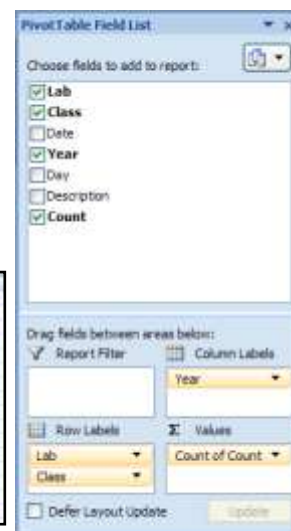 PivotTable Field List
Choose fields to add to report:
Lab
Class
Date
Year
Day
Description
Count
Drag fields between areas below:
Report Filter
Column Labels
Year
Row Labels
Σ Values
Lab
Count of Count
Class
Defer Layout Update
Update